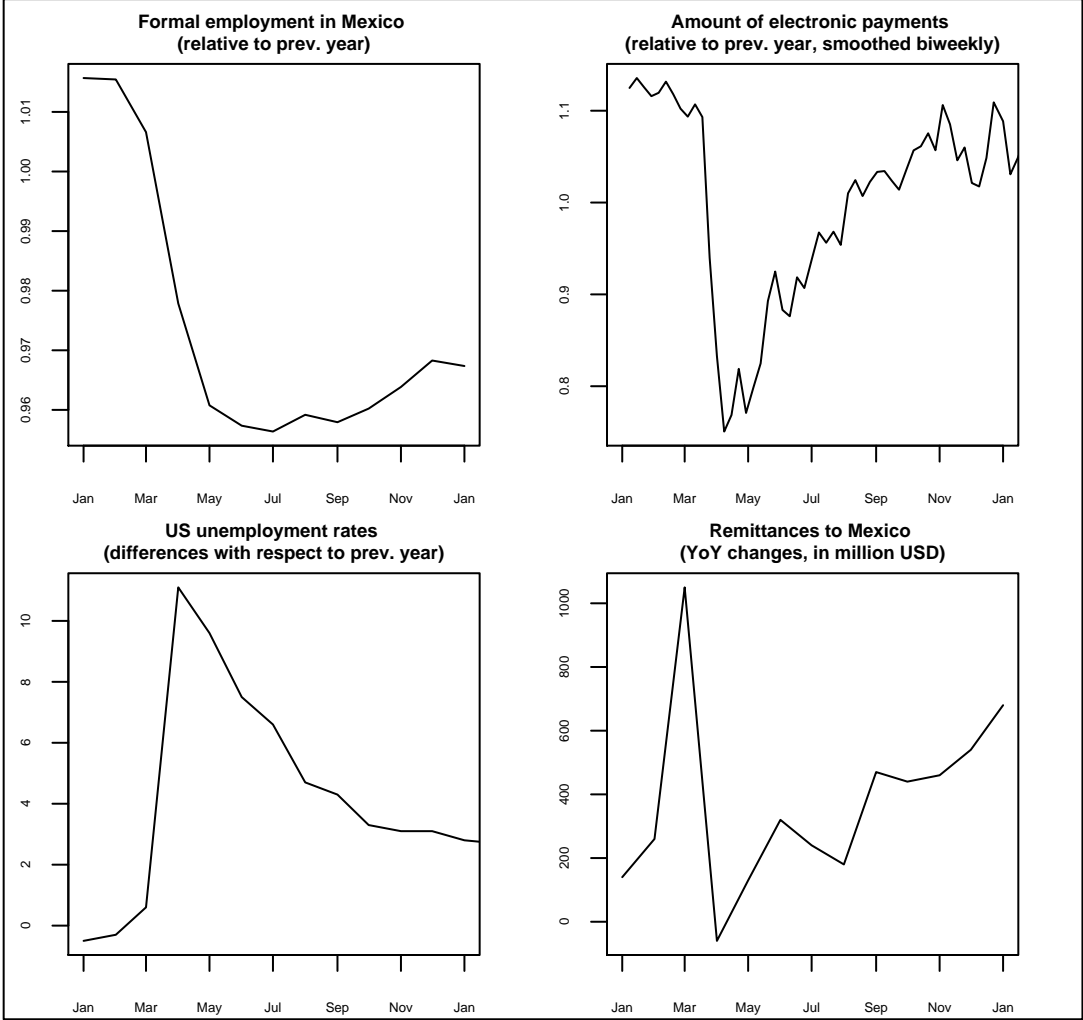 Formal employment in Mexico
(relative to prev. year)
1.01
1.00
0.99
0.98
0.97
0.96
Jan Mar May Jul Sep Nov Jan
Amount of electronic payments
(relative to prev. year, smoothed biweekly)
1.1
1.0
0.9
0.8
Jan Mar May Jul Sep Nov Jan
US unemployment rates
(differences with respect to prev. year)
10
8
6
4
2
0
Jan Mar May Jul Sep Nov Jan
Remittances to Mexico
(YoY changes, in million USD)
1000
800
600
400
200
0
Jan Mar May Jul Sep Nov Jan